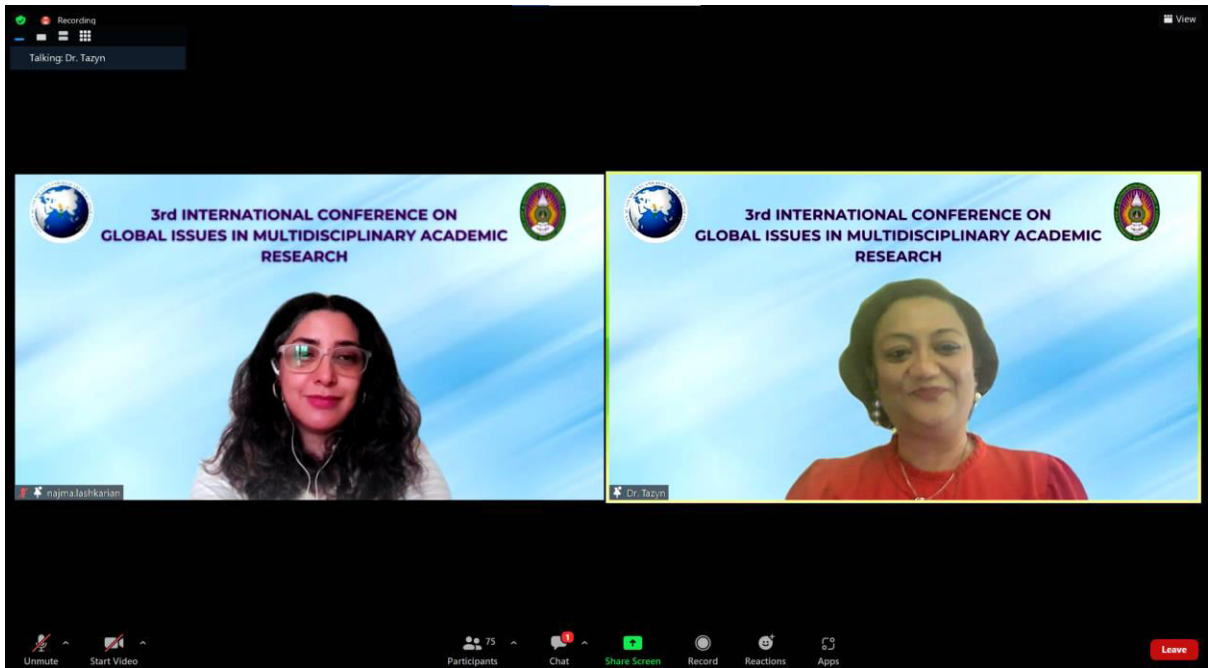 Recording
View
Talking: Dr. Tazyn
3rd INTERNATIONAL CONFERENCE ON
GLOBAL ISSUES IN MULTIDISCIPLINARY ACADEMIC
RESEARCH
najma.lashkarian
3rd INTERNATIONAL CONFERENCE ON
GLOBAL ISSUES IN MULTIDISCIPLINARY ACADEMIC
RESEARCH
Dr. Tazyn
Unmute
Start Video
75
Participants
1
Chat
Share Screen
Record
Reactions
Apps
Leave